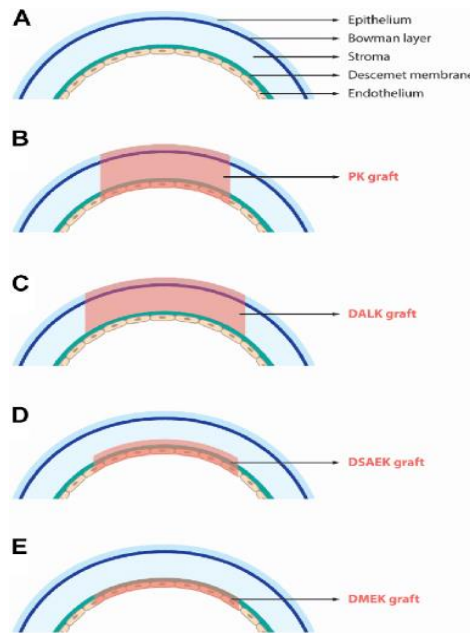 A
Epithelium
Bowman layer
Stroma
Descemet membrane
Endothelium
B
PK graft
C
DALK graft
D
DSAEK graft
E
DMEK graft